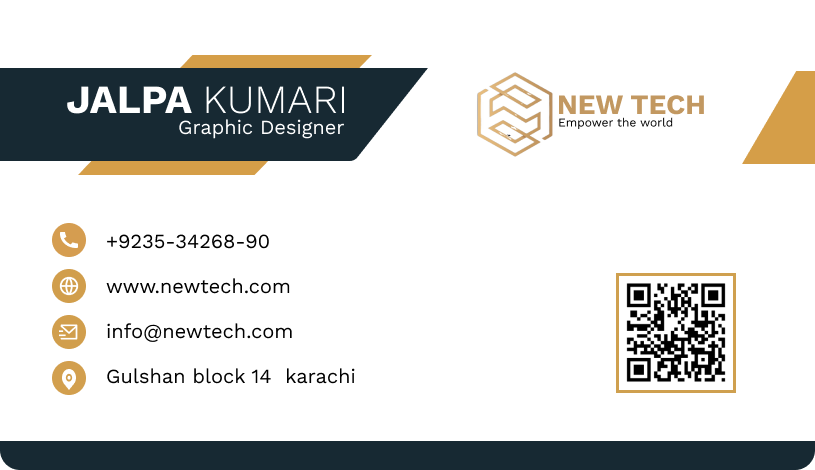 JALPA KUMARI
Graphic Designer
NEW TECH
Empower the world
+9235-34268-90
www.newtech.com
info@newtech.com
Gulshan block 14  karachi